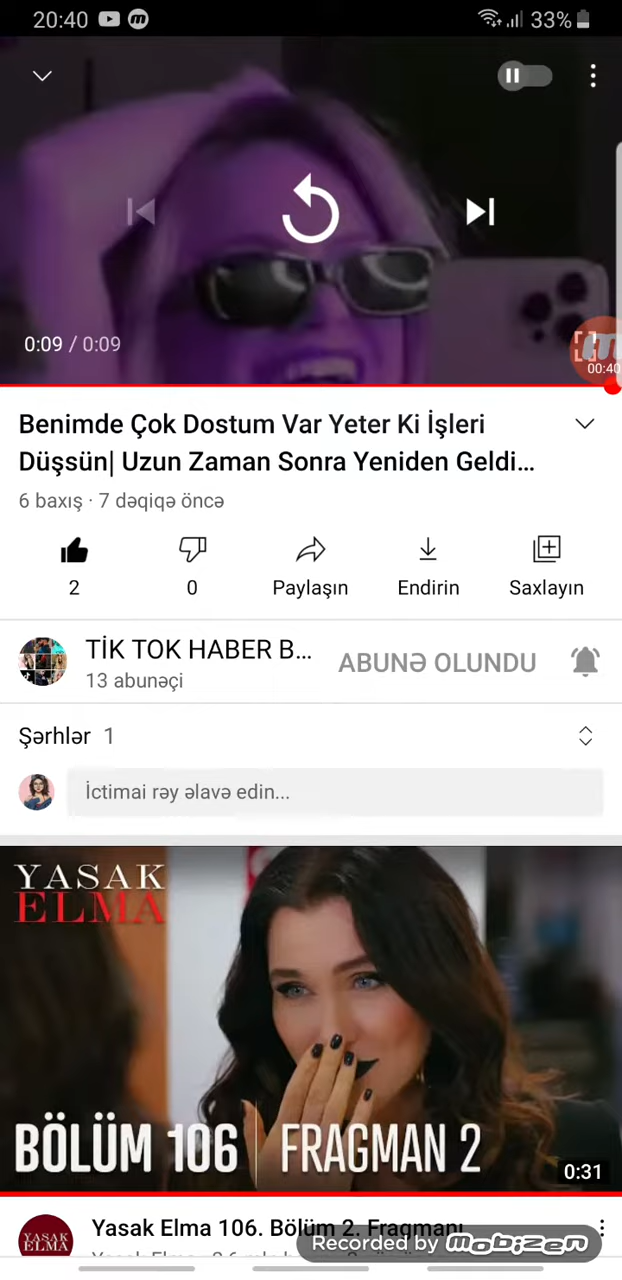 20:40
33%
0:09 / 0:09
00:40
Benimde Çok Dostum Var Yeter Ki İşleri
Düşsün| Uzun Zaman Sonra Yeniden Geldi...
6 baxış · 7 dəqiqə öncə
2
0
Paylaşın
Endirin
Saxlayın
TİK TOK HABER B...
ABUNƏ OLUNDU
13 abunəçi
Şərhlər 1
İctimai rəy əlavə edin...
YASAK
ELMA
BÖLÜM 106 | FRAGMAN 2
0:31
YASAK
ELMA
Yasak Elma 106. Bölüm 2. Fragmanı
Recorded by mobizen
Yasak Elma